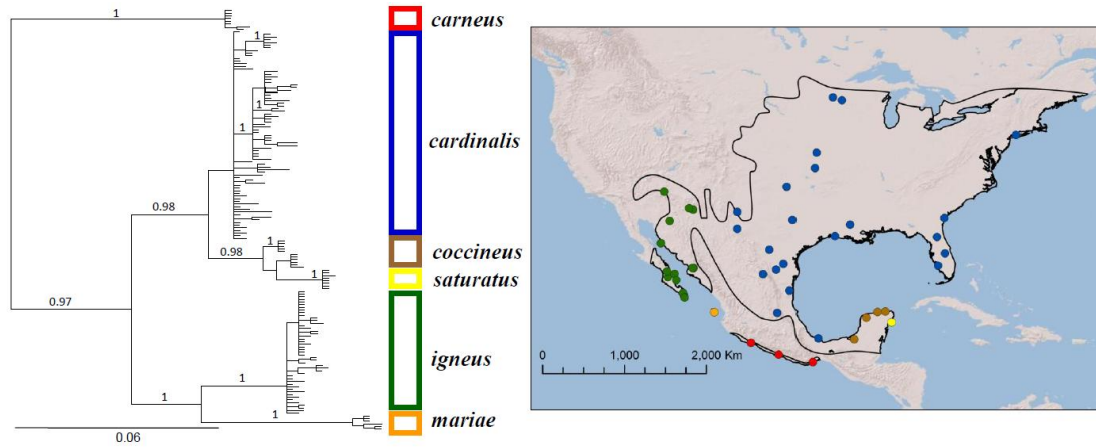 1
carneus
1
1
1
cardinalis
0.98
0.98
coccineus
1
saturatus
0.97
1
igneus
1
1
mariae
0.06
0 1,000 2,000 Km